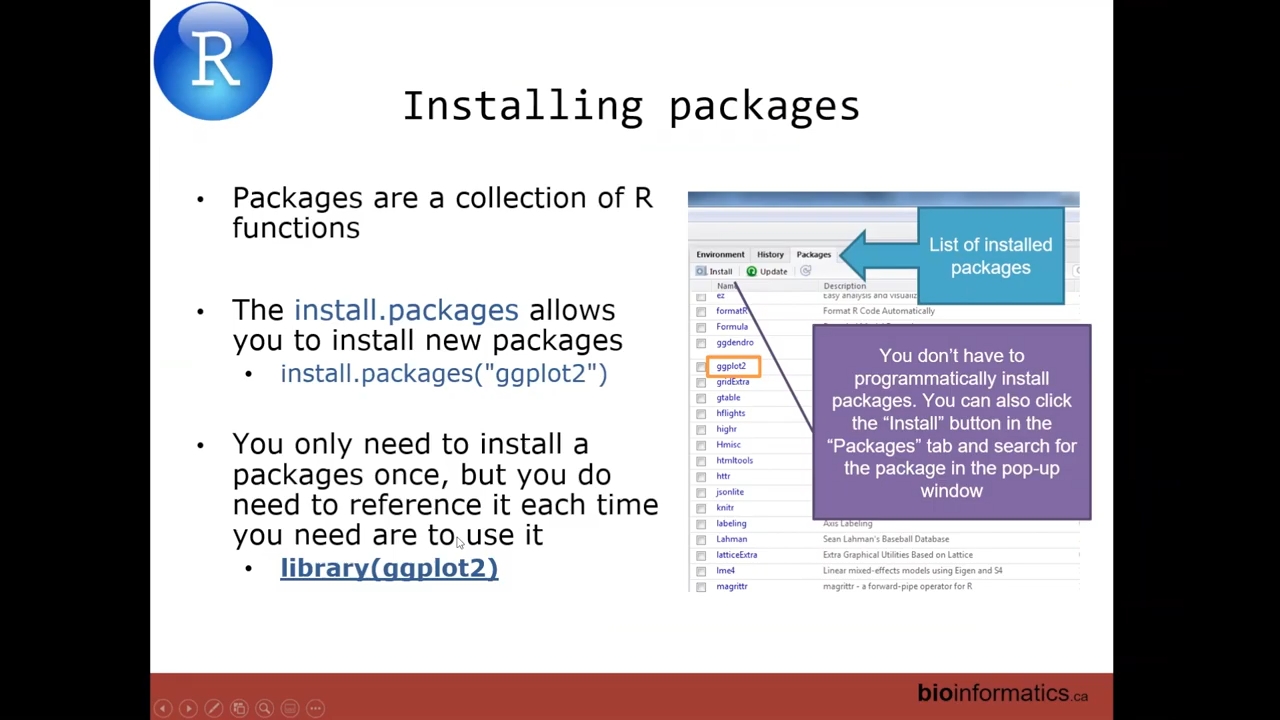 R
Installing packages
• Packages are a collection of R
functions
• The install.packages allows
you to install new packages
• install.packages("ggplot2")
• You only need to install a
packages once, but you do
need to reference it each time
you need are to use it
• library(ggplot2)
Environment History Packages
Install Update
Name Description
ez Easy analysis and visualiz
formatR Format R Code Automatically
Formula
ggdendro
ggplot2
gridExtra
gtable
hflights
highr
Hmisc
htmltools
httr
jsonlite
knitr
labeling Axis Labeling
Lahman Sean Lahman's Baseball Database
latticeExtra Extra Graphical Utilities Based on Lattice
lme4 Linear mixed-effects models using Eigen and S4
magrittr magrittr - a forward-pipe operator for R
List of installed
packages
You don’t have to
programmatically install
packages. You can also click
the “Install” button in the
“Packages” tab and search for
the package in the pop-up
window
bioinformatics.ca